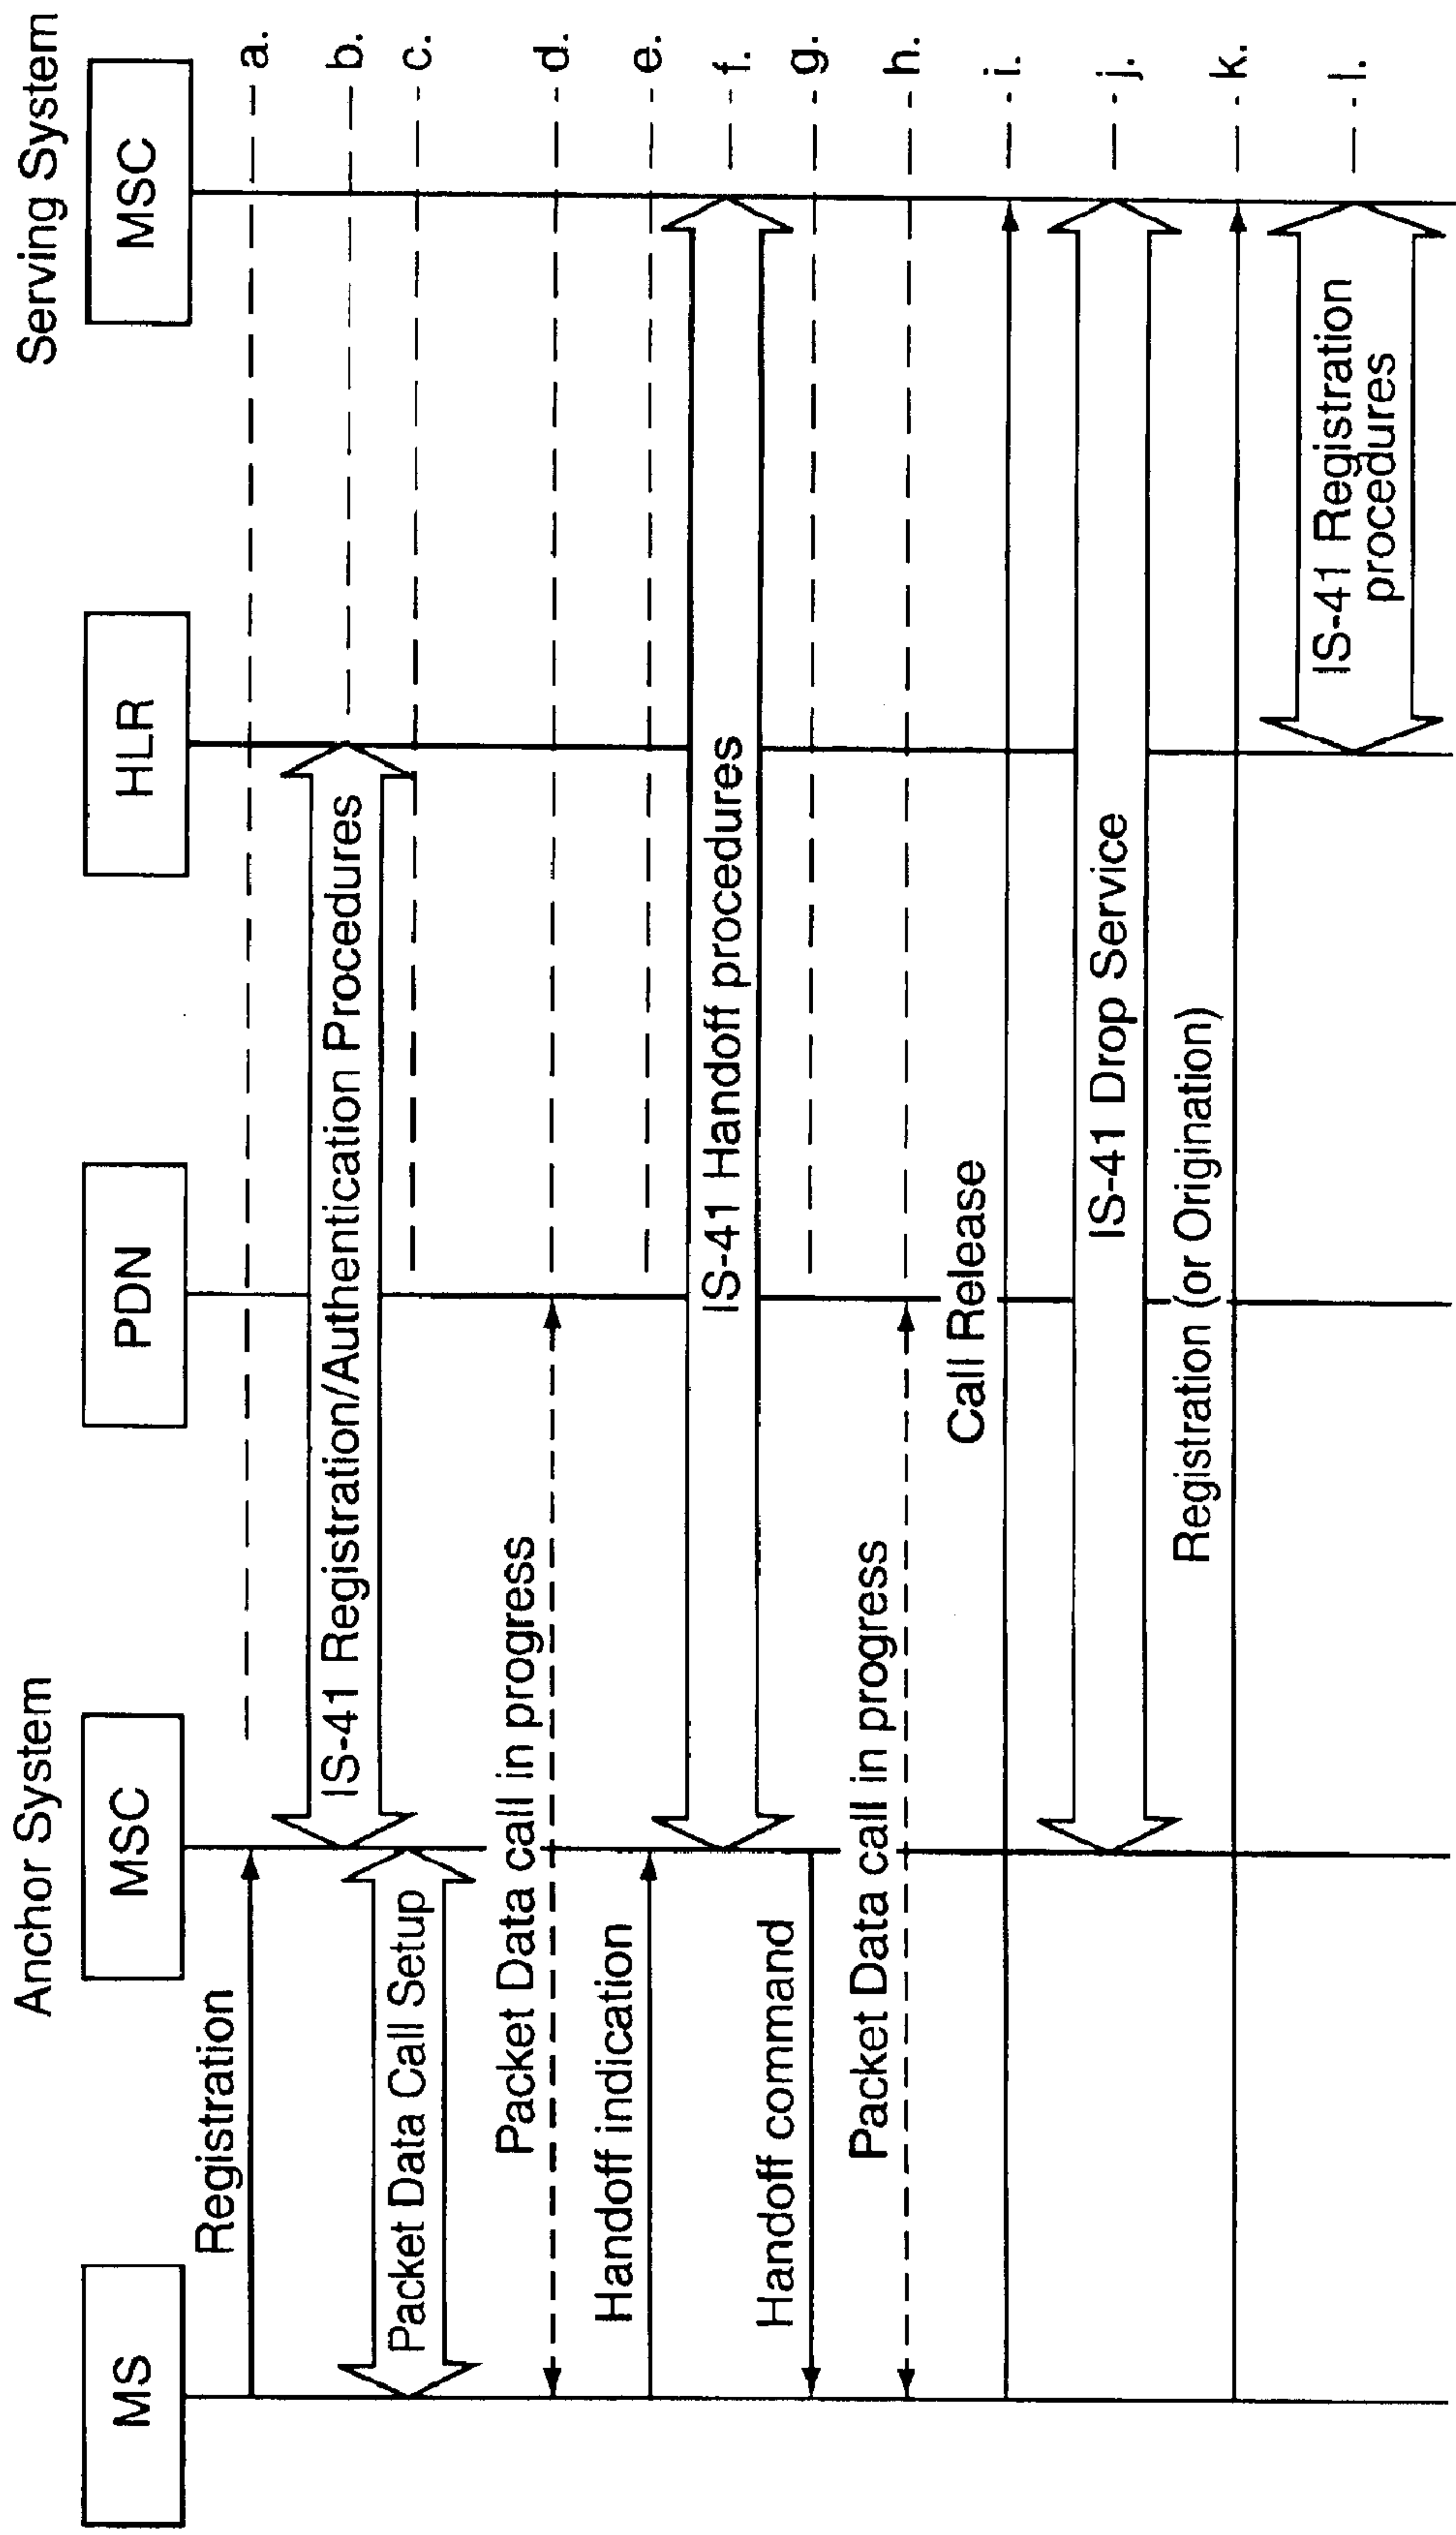 Anchor System
Serving System
MS
MSC
PDN
HLR
MSC
Registration
a.
IS-41 Registration/Authentication Procedures
b.
Packet Data Call Setup
c.
Packet Data call in progress
d.
Handoff indication
e.
IS-41 Handoff procedures
f.
Handoff command
g.
Packet Data call in progress
h.
Call Release
i.
IS-41 Drop Service
j.
Registration (or Origination)
k.
IS-41 Registration
procedures
l.